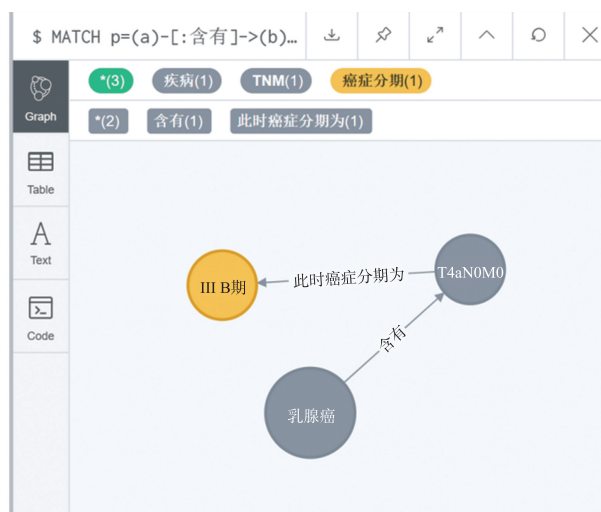 $ MATCH p=(a)-[:含有]->(b)...
Graph
*(3) 疾病(1) TNM(1) 癌症分期(1)
*(2) 含有(1) 此时癌症分期为(1)
Table
Text
Code
III B期
此时癌症分期为
T4aN0M0
含有
乳腺癌